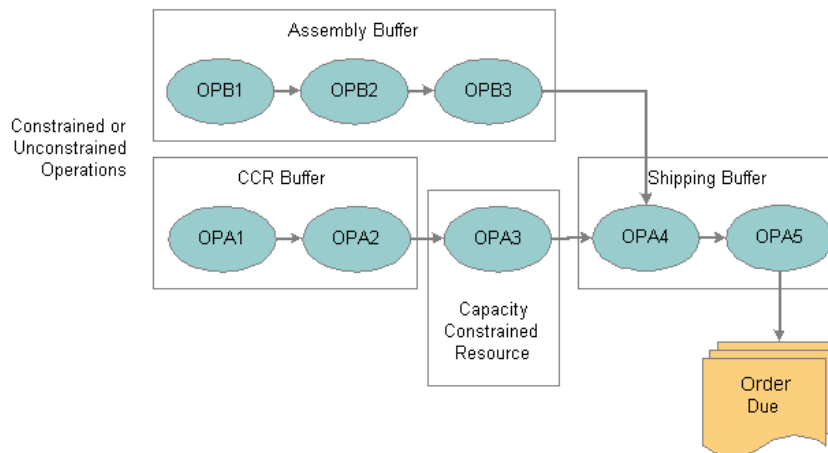 Assembly Buffer
OPB1
OPB2
OPB3
Constrained or
Unconstrained
Operations
CCR Buffer
Shipping Buffer
OPA1
OPA2
OPA3
OPA4
OPA5
Capacity
Constrained
Resource
Order
Due